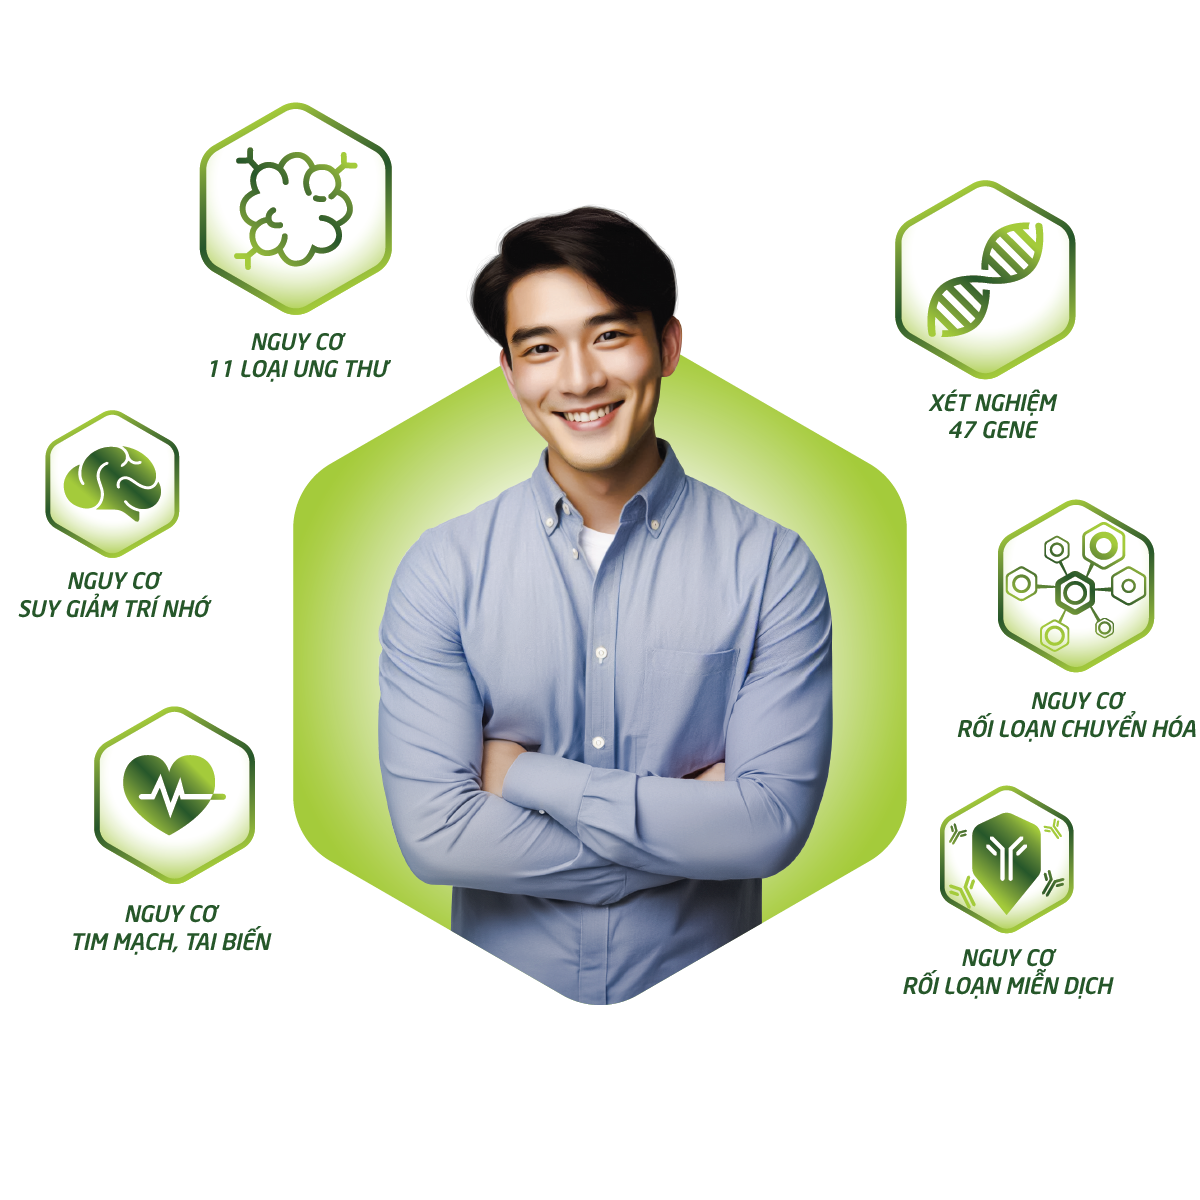 NGUY CƠ
11 LOẠI UNG THƯ
XÉT NGHIỆM
47 GENE
NGUY CƠ
SUY GIẢM TRÍ NHỚ
NGUY CƠ
RỐI LOẠN CHUYỂN HÓA
NGUY CƠ
TIM MẠCH, TAI BIẾN
NGUY CƠ
RỐI LOẠN MIỄN DỊCH